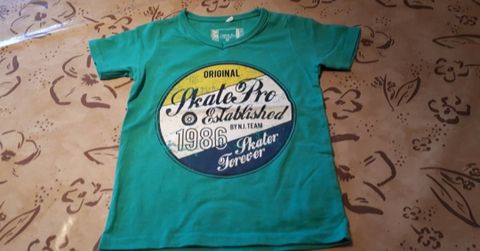 ORIGINAL
Skate Pro
Established
BY N.I. TEAM
1986
Skater
Forever